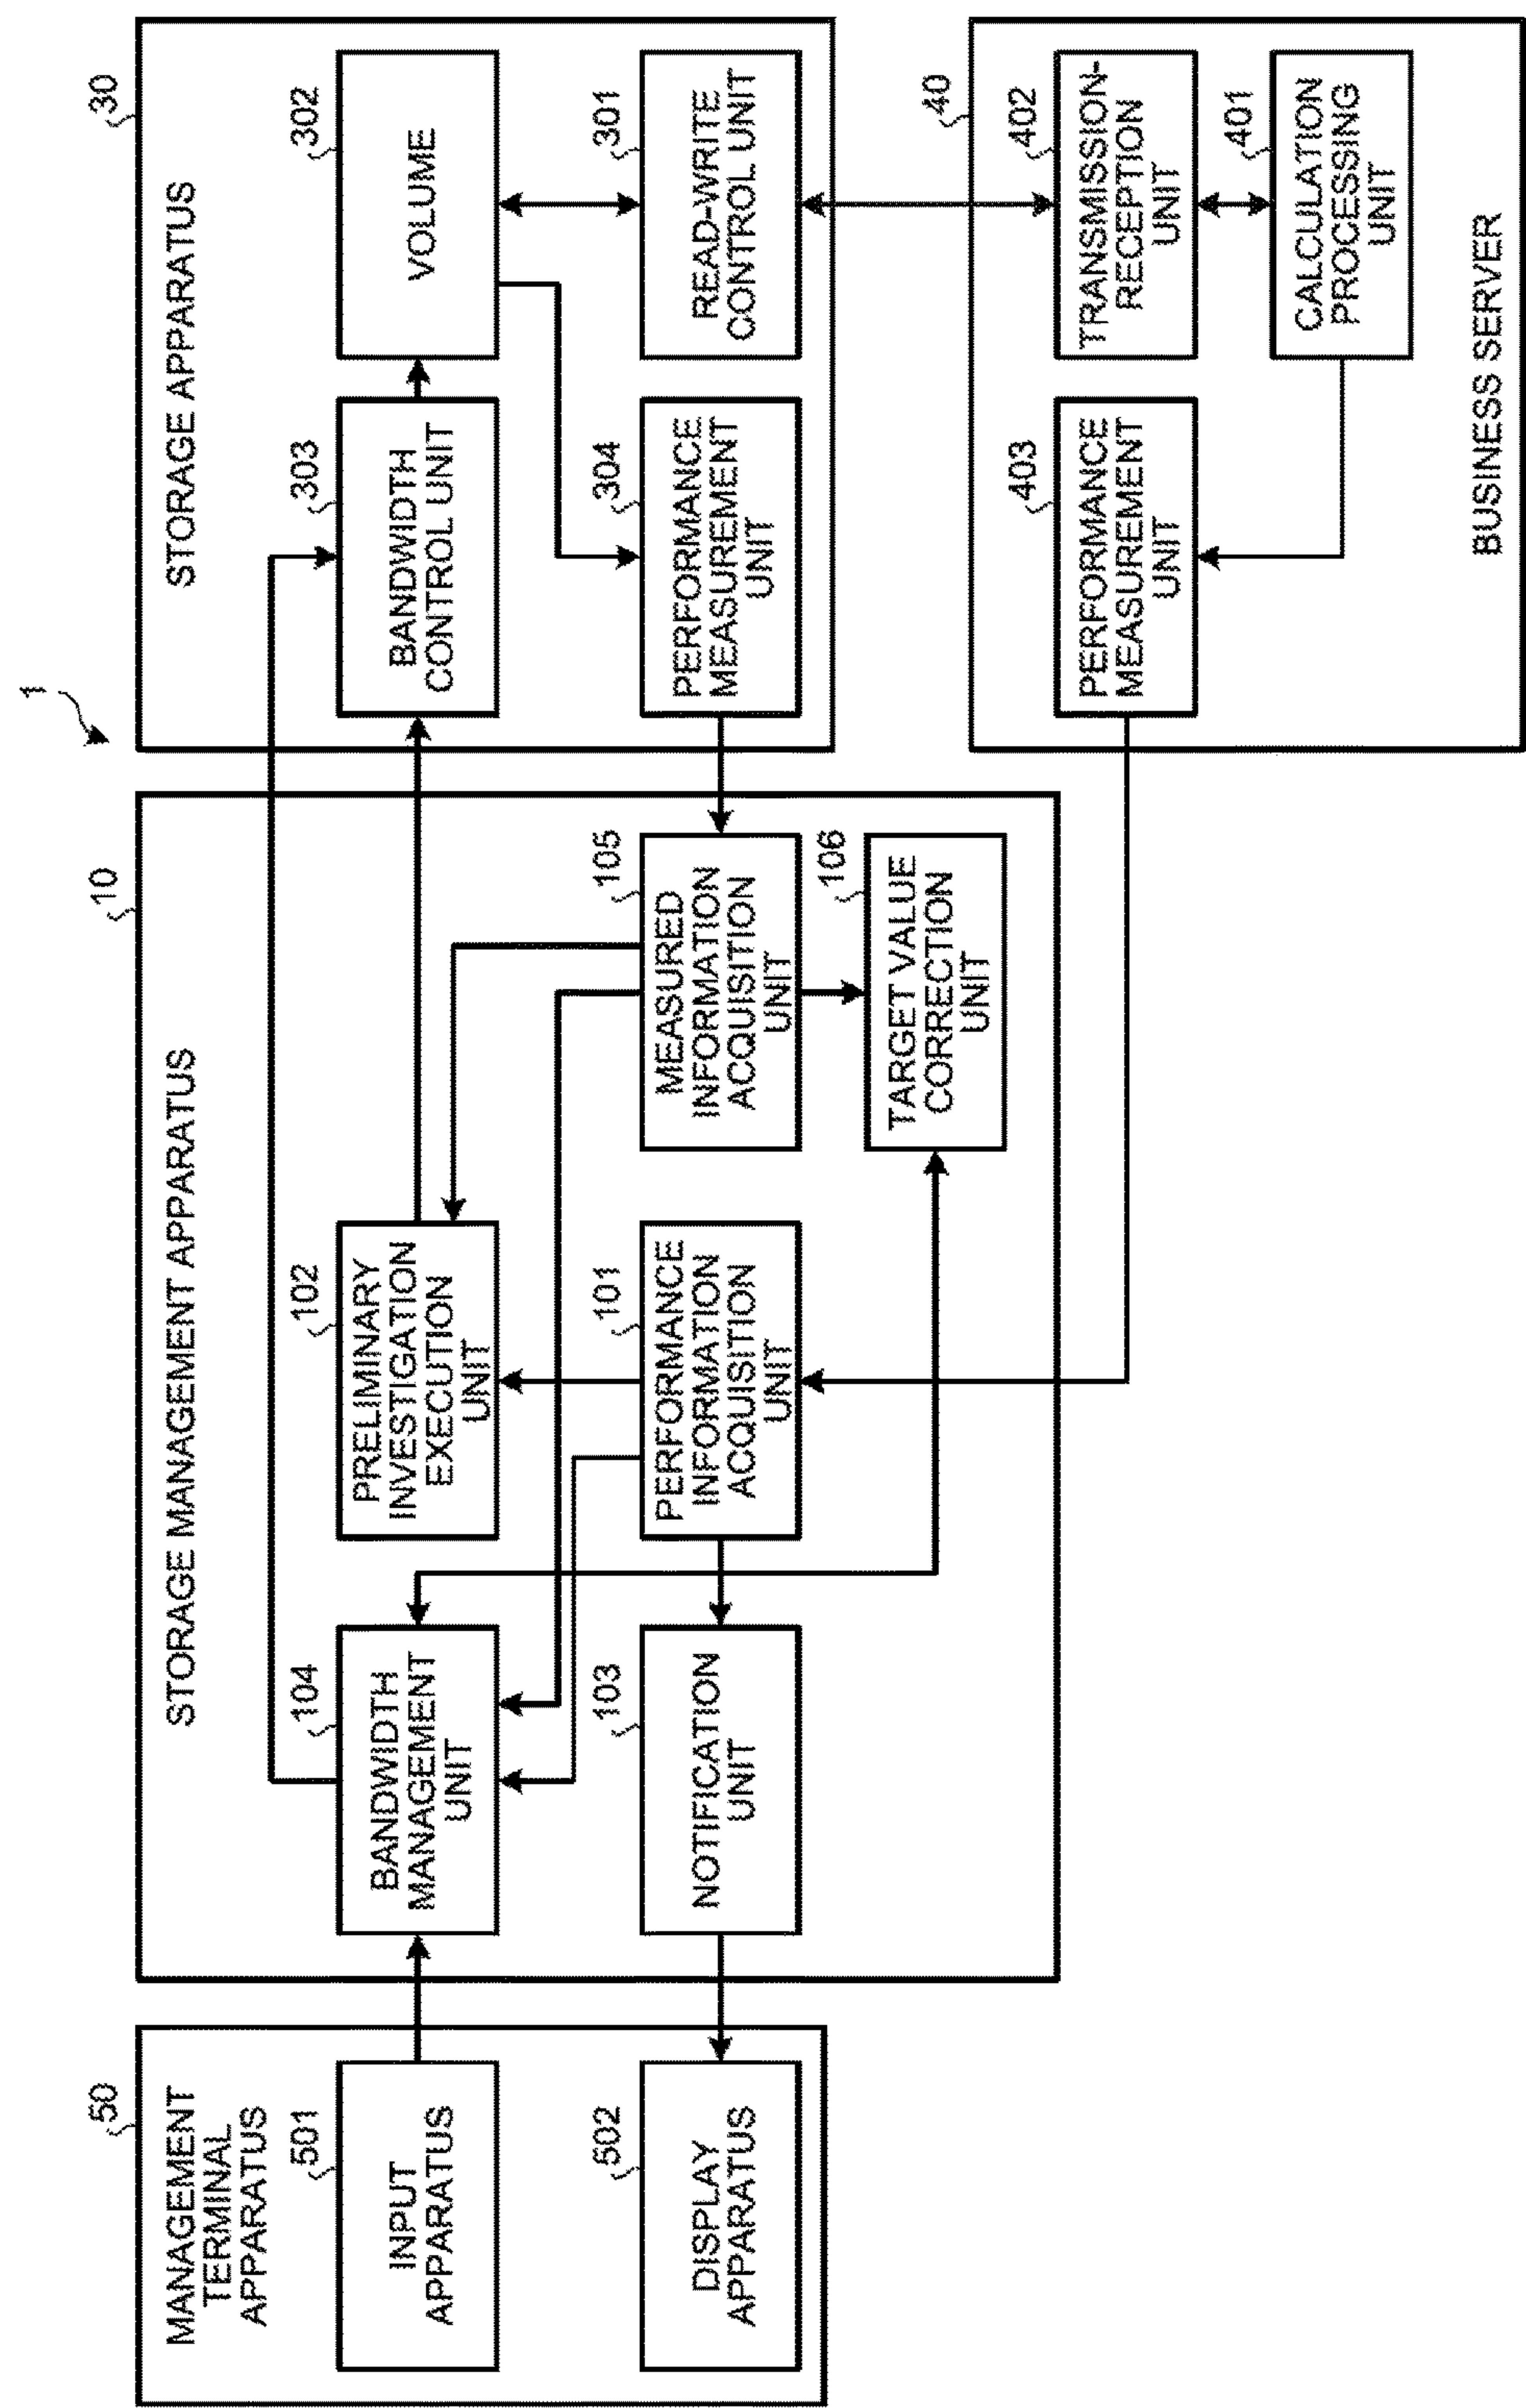 1
50
MANAGEMENT
TERMINAL
APPARATUS
501
INPUT
APPARATUS
502
DISPLAY
APPARATUS
10
STORAGE MANAGEMENT APPARATUS
104
BANDWIDTH
MANAGEMENT
UNIT
102
PRELIMINARY
INVESTIGATION
EXECUTION
UNIT
103
NOTIFICATION
UNIT
101
PERFORMANCE
INFORMATION
ACQUISITION
UNIT
105
MEASURED
INFORMATION
ACQUISITION
UNIT
106
TARGET VALUE
CORRECTION
UNIT
30
STORAGE APPARATUS
303
BANDWIDTH
CONTROL UNIT
302
VOLUME
304
PERFORMANCE
MEASUREMENT
UNIT
301
READ-WRITE
CONTROL UNIT
40
403
PERFORMANCE
MEASUREMENT
UNIT
402
TRANSMISSION-
RECEPTION
UNIT
401
CALCULATION
PROCESSING
UNIT
BUSINESS SERVER